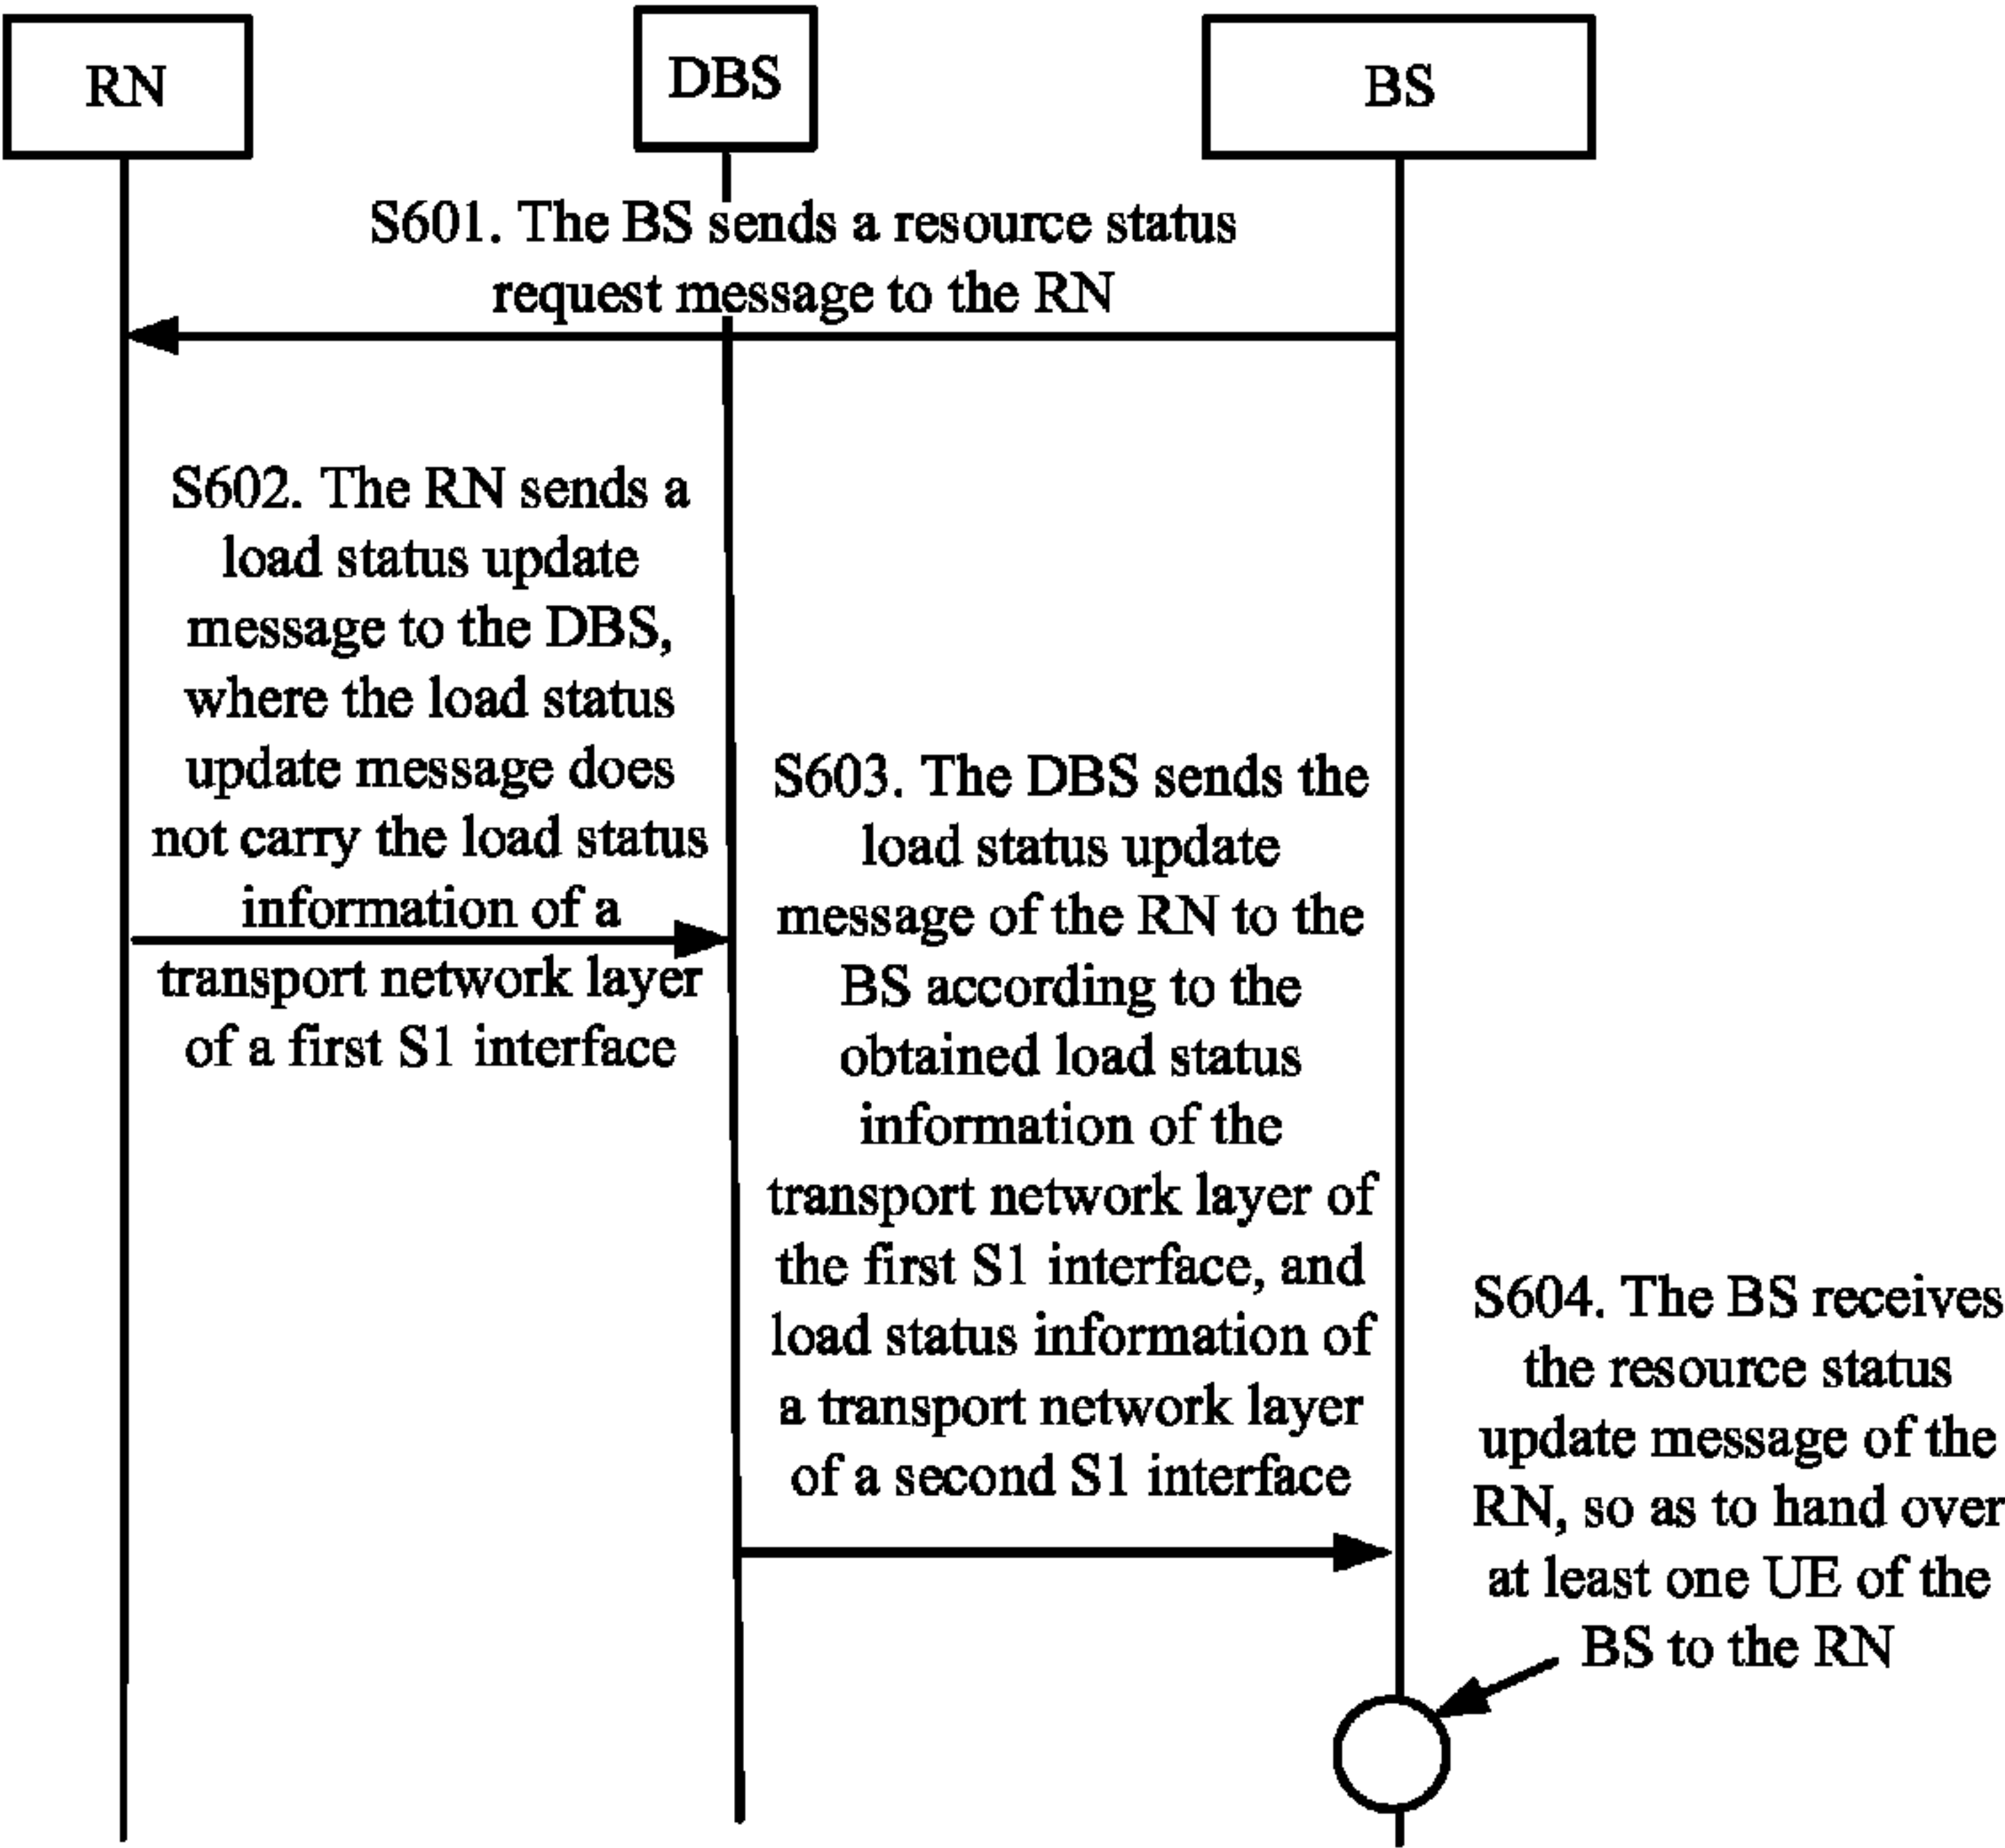 RN
DBS
BS
S601. The BS sends a resource status
request message to the RN
S602. The RN sends a
load status update
message to the DBS,
where the load status
update message does
not carry the load status
information of a
transport network layer
of a first S1 interface
S603. The DBS sends the
load status update
message of the RN to the
BS according to the
obtained load status
information of the
transport network layer of
the first S1 interface, and
load status information of
a transport network layer
of a second S1 interface
S604. The BS receives
the resource status
update message of the
RN, so as to hand over
at least one UE of the
BS to the RN